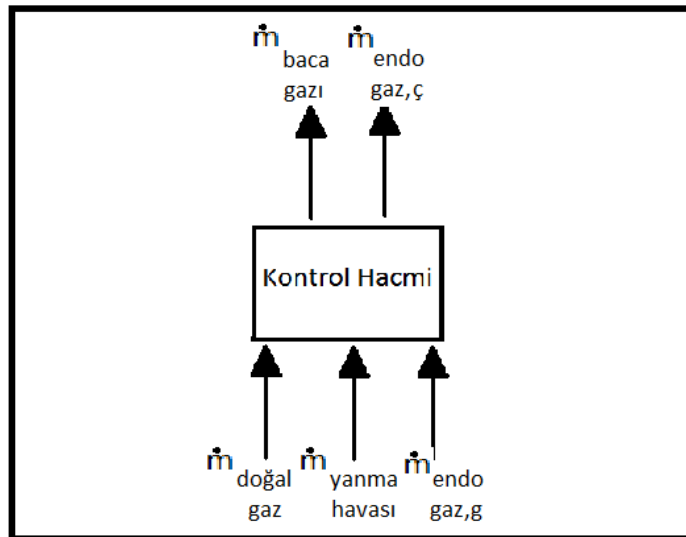 ṁ baca gazı
ṁ endo gaz,ç
Kontrol Hacmi
ṁ doğal gaz
ṁ yanma havası
ṁ endo gaz,g